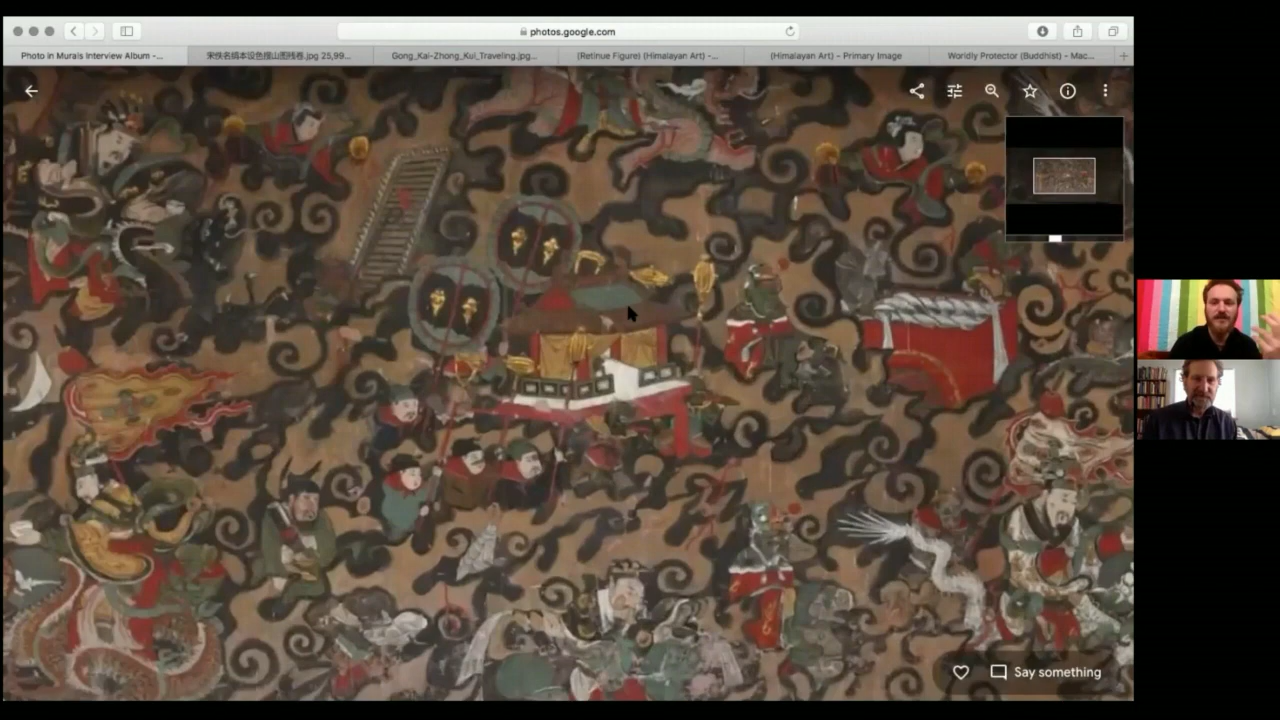 photos.google.com
Photo in Murals Interview Album -...
宋佚名绢本设色搜山图残卷.jpg 25,99...
Gong_Kai-Zhong_Kui_Traveling.jpg...
(Retinue Figure) (Himalayan Art) -...
(Himalayan Art) – Primary Image
Worldly Protector (Buddhist) - Mac...
Say something